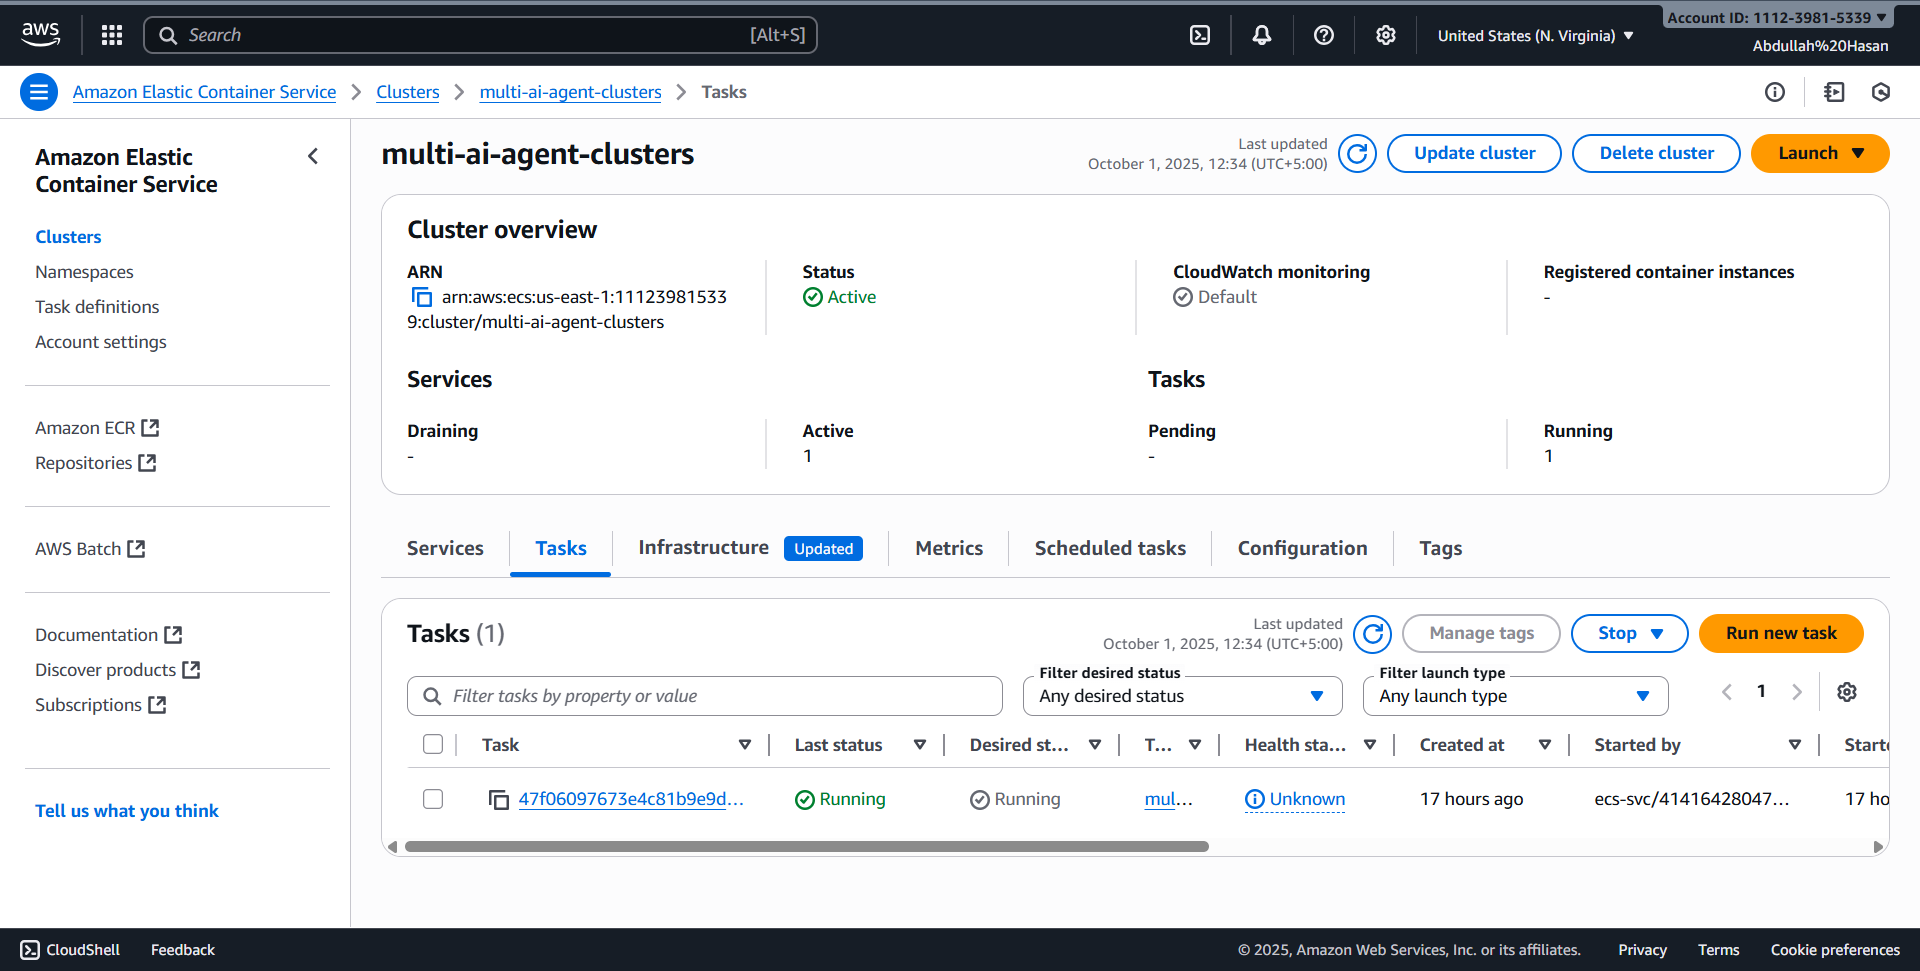 aws
Search
[Alt+S]
United States (N. Virginia)
Account ID: 1112-3981-5339
Abdullah%20Hasan
Amazon Elastic Container Service
Clusters
multi-ai-agent-clusters
Tasks
Amazon Elastic
Container Service
Clusters
Namespaces
Task definitions
Account settings
Amazon ECR
Repositories
AWS Batch
Documentation
Discover products
Subscriptions
Tell us what you think
multi-ai-agent-clusters
Last updated
October 1, 2025, 12:34 (UTC+5:00)
Update cluster
Delete cluster
Launch
Cluster overview
ARN
arn:aws:ecs:us-east-1:11123981533
9:cluster/multi-ai-agent-clusters
Status
Active
CloudWatch monitoring
Default
Registered container instances
-
Services
Tasks
Draining
-
Active
1
Pending
-
Running
1
Services
Tasks
Infrastructure
Updated
Metrics
Scheduled tasks
Configuration
Tags
Tasks (1)
Last updated
October 1, 2025, 12:34 (UTC+5:00)
Manage tags
Stop
Run new task
Filter tasks by property or value
Filter desired status
Any desired status
Filter launch type
Any launch type
1
Task
Last status
Desired st...
T...
Health sta...
Created at
Started by
Starte
47f06097673e4c81b9e9d...
Running
Running
mul...
Unknown
17 hours ago
ecs-svc/41416428047...
17 ho
CloudShell
Feedback
© 2025, Amazon Web Services, Inc. or its affiliates.
Privacy
Terms
Cookie preferences